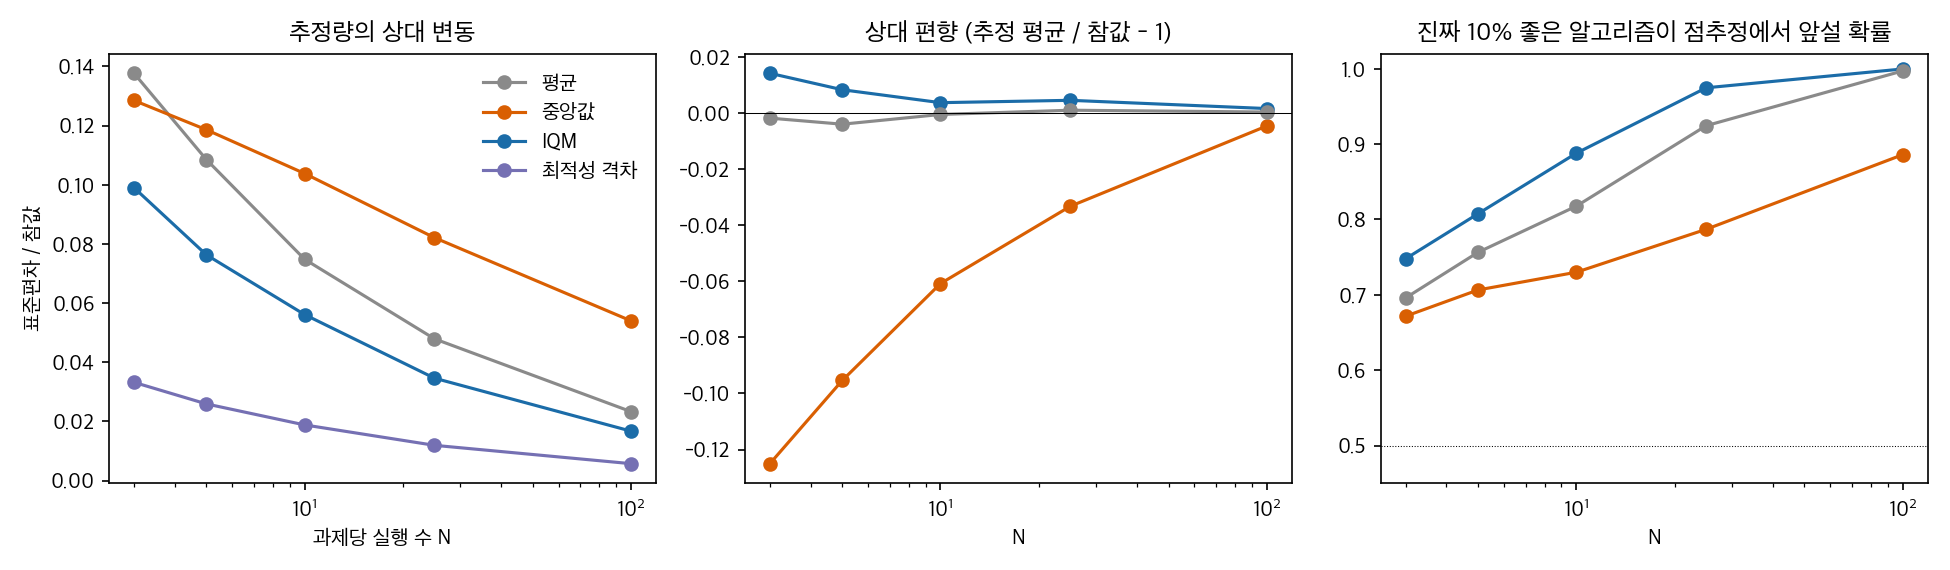 추정량의 상대 변동
표준편차 / 참값
0.14
0.12
0.10
0.08
0.06
0.04
0.02
0.00
평균
중앙값
IQM
최적성 격차
10¹
10²
과제당 실행 수 N
상대 편향 (추정 평균 / 참값 - 1)
0.02
0.00
-0.02
-0.04
-0.06
-0.08
-0.10
-0.12
10¹
10²
N
진짜 10% 좋은 알고리즘이 점추정에서 앞설 확률
1.0
0.9
0.8
0.7
0.6
0.5
10¹
10²
N